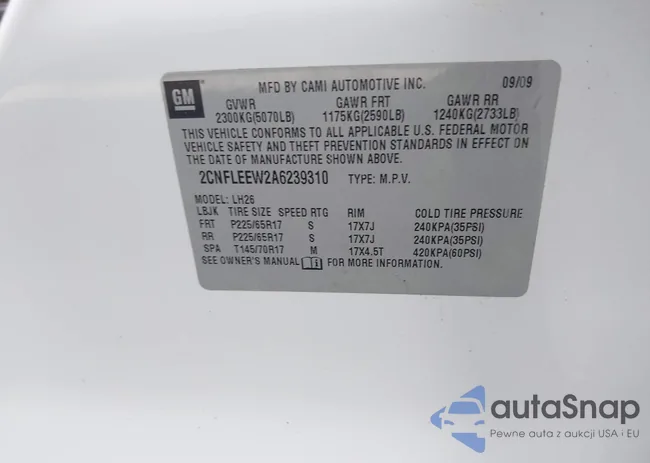 GM MFD BY CAMI AUTOMOTIVE INC. 09/09
GVWR GAWR FRT GAWR RR
2300KG(5070LB) 1175KG(2590LB) 1240KG(2733LB)
THIS VEHICLE CONFORMS TO ALL APPLICABLE U.S. FEDERAL MOTOR
VEHICLE SAFETY AND THEFT PREVENTION STANDARDS IN EFFECT ON
THE DATE OF MANUFACTURE SHOWN ABOVE.
2CNFLEEW2A6239310 TYPE: M.P.V.
MODEL: LH26
LBJK TIRE SIZE SPEED RTG RIM COLD TIRE PRESSURE
FRT P225/65R17 S 17X7J 240KPA(35PSI)
RR P225/65R17 S 17X7J 240KPA(35PSI)
SPA T145/70R17 M 17X4.5T 420KPA(60PSI)
SEE OWNER'S MANUAL FOR MORE INFORMATION.
autaSnap
Pewne auta z aukcji USA i EU